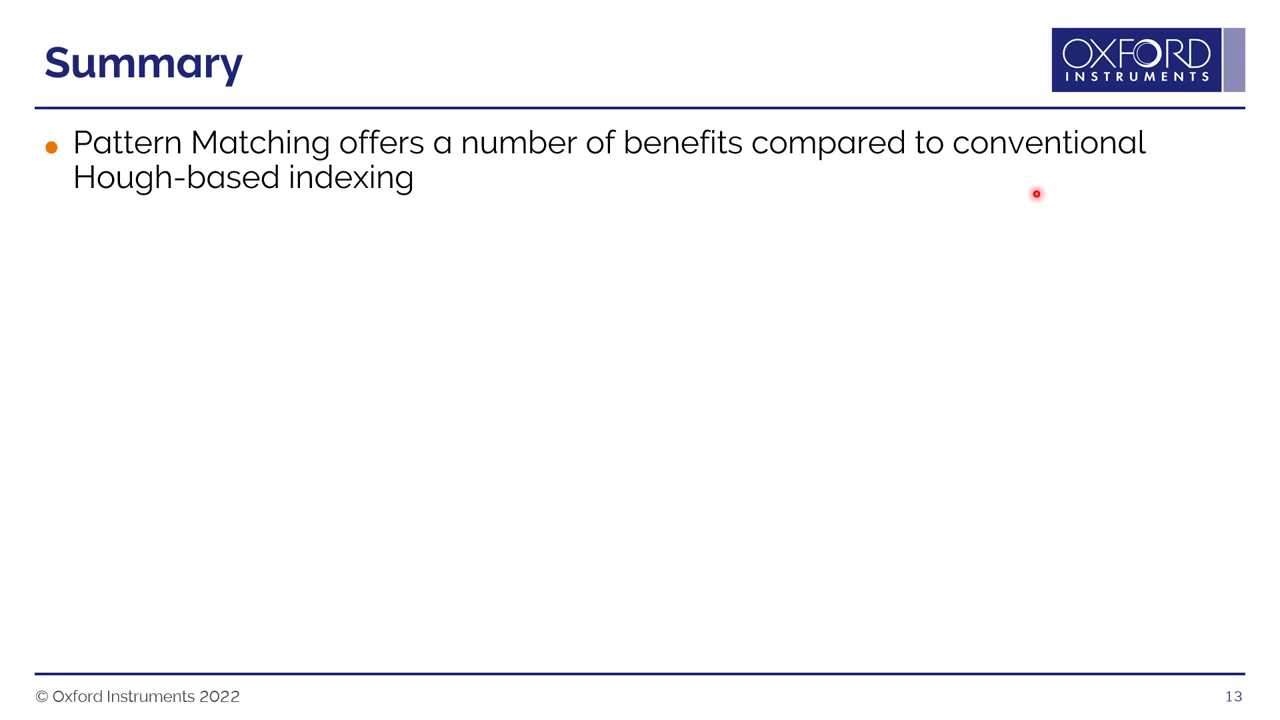 Summary
OXFORD
INSTRUMENTS
Pattern Matching offers a number of benefits compared to conventional
Hough-based indexing
© Oxford Instruments 2022
13